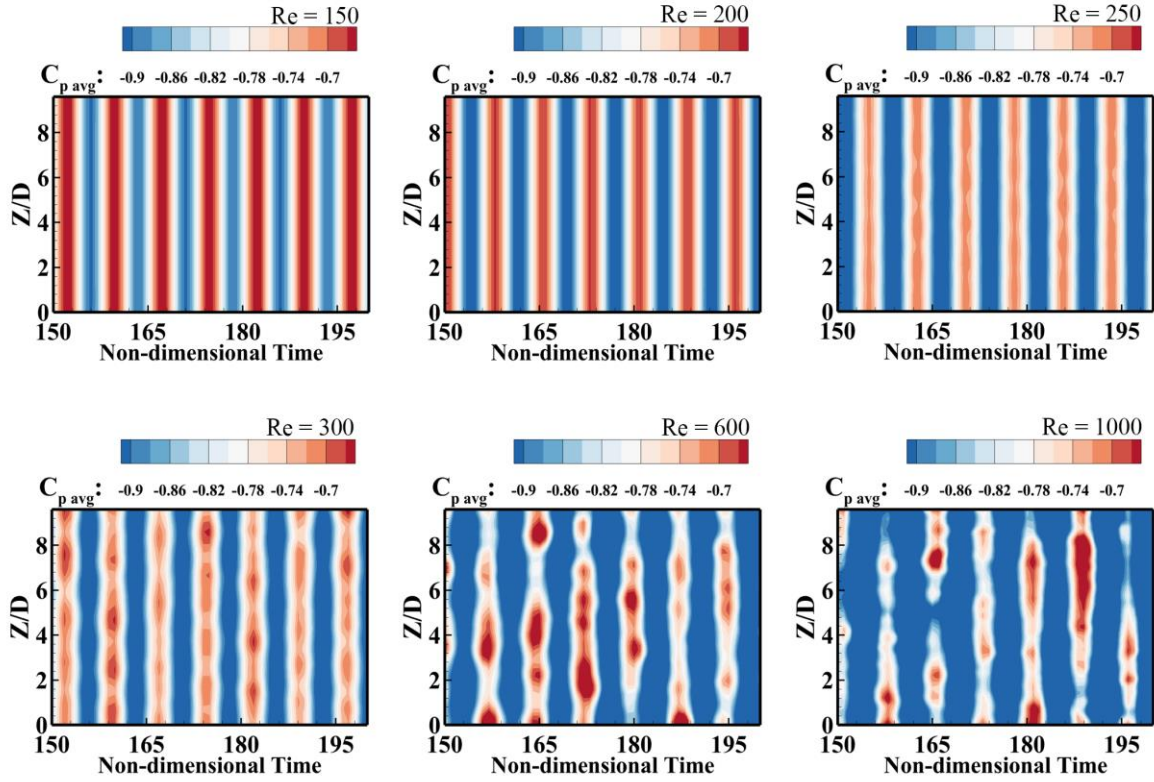 Re = 150
C p avg : -0.9 -0.86 -0.82 -0.78 -0.74 -0.7
Z/D
8
6
4
2
0
150 165 180 195
Non-dimensional Time
Re = 200
C p avg : -0.9 -0.86 -0.82 -0.78 -0.74 -0.7
Z/D
8
6
4
2
0
150 165 180 195
Non-dimensional Time
Re = 250
C p avg : -0.9 -0.86 -0.82 -0.78 -0.74 -0.7
Z/D
8
6
4
2
0
150 165 180 195
Non-dimensional Time
Re = 300
C p avg : -0.9 -0.86 -0.82 -0.78 -0.74 -0.7
Z/D
8
6
4
2
0
150 165 180 195
Non-dimensional Time
Re = 600
C p avg : -0.9 -0.86 -0.82 -0.78 -0.74 -0.7
Z/D
8
6
4
2
0
150 165 180 195
Non-dimensional Time
Re = 1000
C p avg : -0.9 -0.86 -0.82 -0.78 -0.74 -0.7
Z/D
8
6
4
2
0
150 165 180 195
Non-dimensional Time